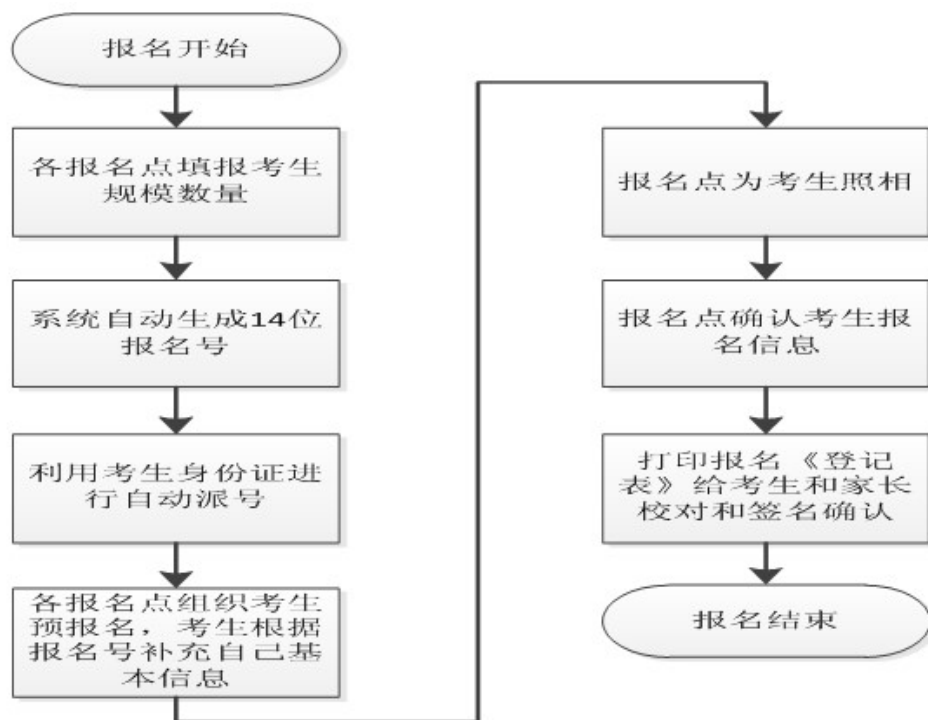 报名开始
各报名点填报考生
规模数量
系统自动生成14位
报名号
利用考生身份证进
行自动派号
各报名点组织考生
预报名，考生根据
报名号补充自己基
本信息
报名点为考生照相
报名点确认考生报
名信息
打印报名《登记
表》给考生和家长
校对和签名确认
报名结束